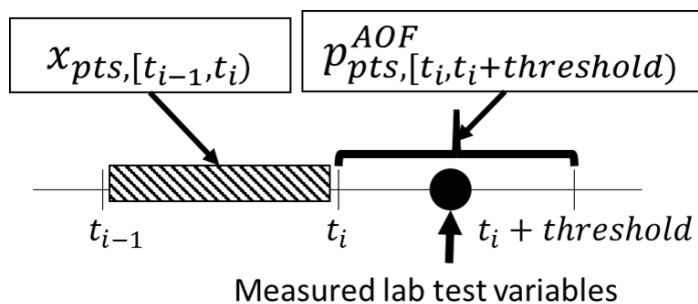 x_{pts,[t_{i-1},t_i)}
p^{AOF}_{pts,[t_i,t_i+threshold)}
t_{i-1}
t_i
t_i + threshold
Measured lab test variables